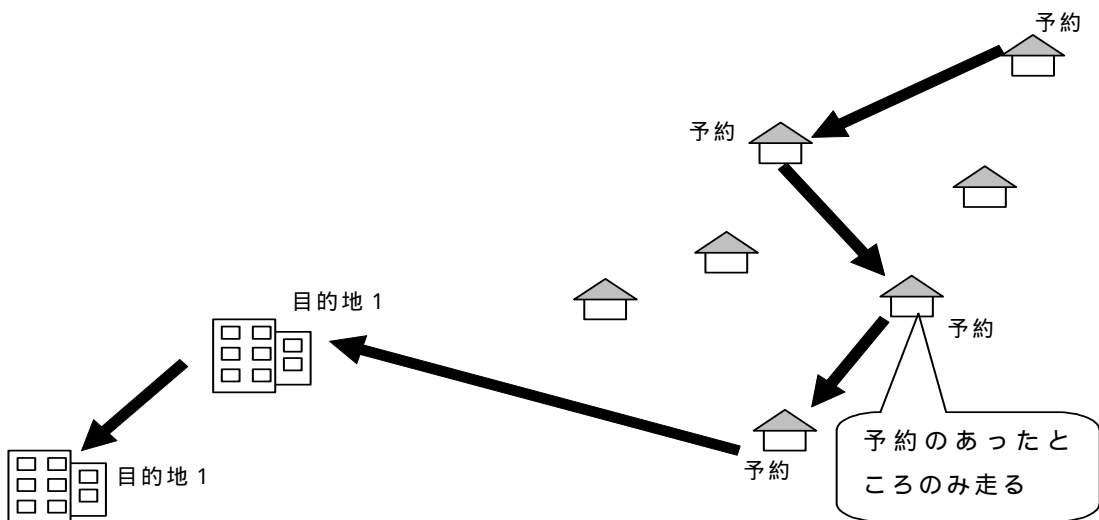 予約
予約
目的地１
予約
予約のあったと
ころのみ走る
予約
目的地１